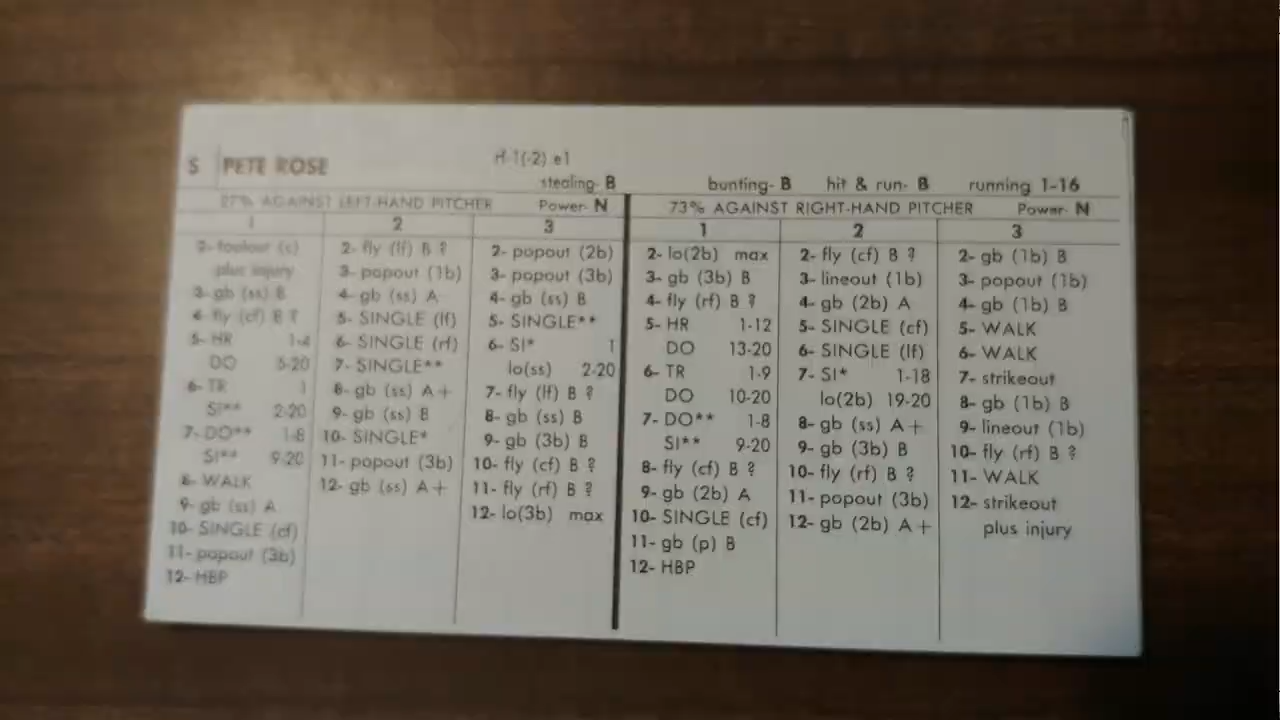 S PETE ROSE
rf-1(-2) e1
stealing- B bunting- B hit & run- B running 1-16
27% AGAINST LEFT-HAND PITCHER Power- N
1 2 3
2- foulout (c)
plus injury
3- gb (ss) B
4- fly (cf) B ?
5- HR 1-4
DO 5-20
6- TR 1
SI** 2-20
7- DO** 1-8
SI** 9-20
8- WALK
9- gb (ss) A
10- SINGLE (cf)
11- popout (3b)
12- HBP
2- fly (lf) B ?
3- popout (1b)
4- gb (ss) A
5- SINGLE (lf)
6- SINGLE (rf)
7- SINGLE**
8- gb (ss) A+
9- gb (ss) B
10- SINGLE*
11- popout (3b)
12- gb (ss) A+
2- popout (2b)
3- popout (3b)
4- gb (ss) B
5- SINGLE**
6- SI* 1
lo(ss) 2-20
7- fly (lf) B ?
8- gb (ss) B
9- gb (3b) B
10- fly (cf) B ?
11- fly (rf) B ?
12- lo(3b) max
73% AGAINST RIGHT-HAND PITCHER Power- N
1 2 3
2- lo(2b) max
3- gb (3b) B
4- fly (rf) B ?
5- HR 1-12
DO 13-20
6- TR 1-9
DO 10-20
7- DO** 1-8
SI** 9-20
8- fly (cf) B ?
9- gb (2b) A
10- SINGLE (cf)
11- gb (p) B
12- HBP
2- fly (cf) B ?
3- lineout (1b)
4- gb (2b) A
5- SINGLE (cf)
6- SINGLE (lf)
7- SI* 1-18
lo(2b) 19-20
8- gb (ss) A+
9- gb (3b) B
10- fly (rf) B ?
11- popout (3b)
12- gb (2b) A+
2- gb (1b) B
3- popout (1b)
4- gb (1b) B
5- WALK
6- WALK
7- strikeout
8- gb (1b) B
9- lineout (1b)
10- fly (rf) B ?
11- WALK
12- strikeout
plus injury